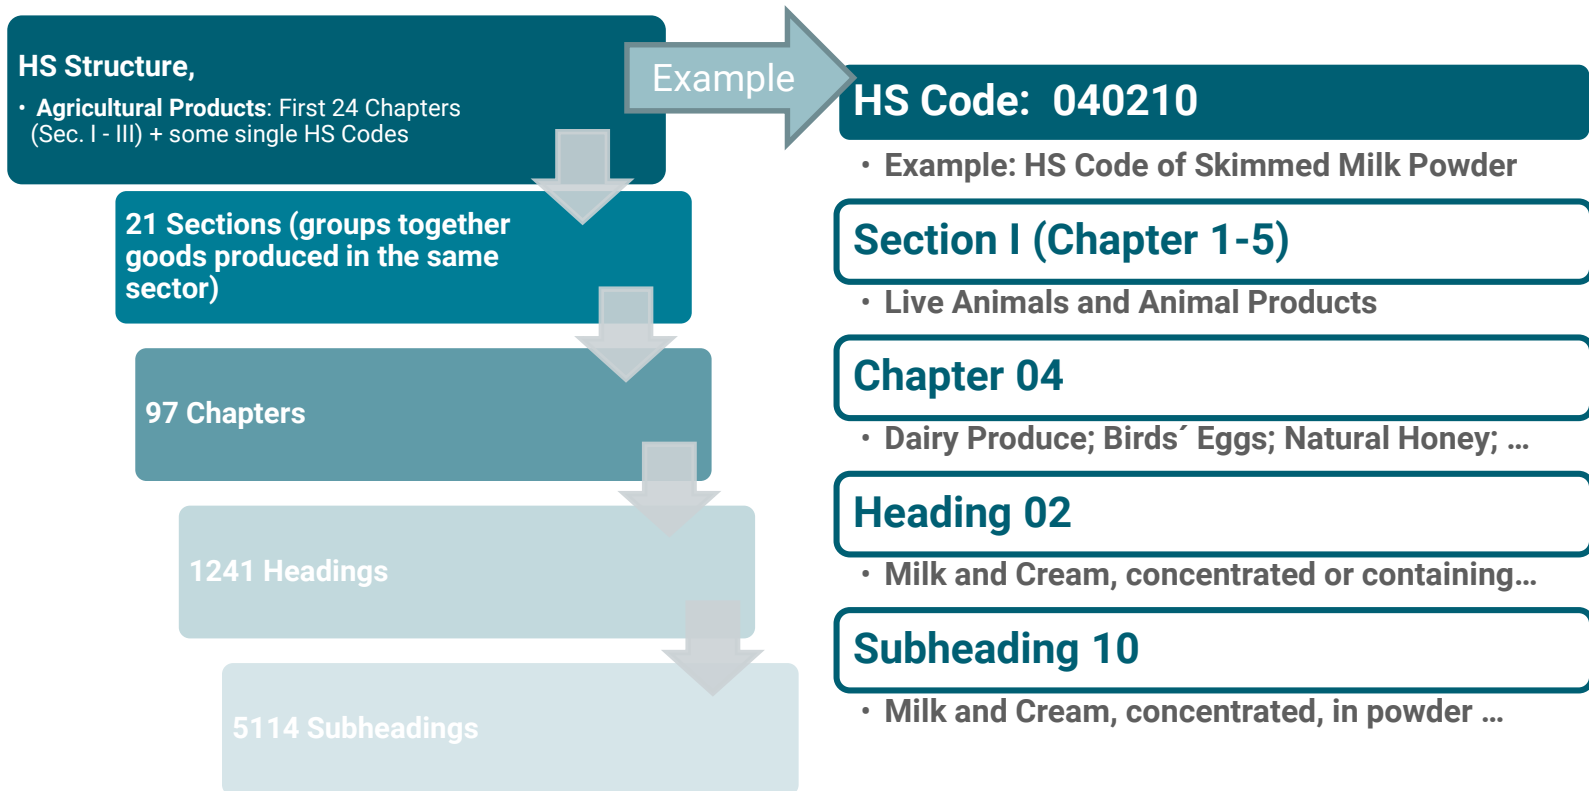 HS Structure,
• Agricultural Products: First 24 Chapters
(Sec. I - III) + some single HS Codes
21 Sections (groups together
goods produced in the same
sector)
97 Chapters
1241 Headings
5114 Subheadings
Example
HS Code: 040210
• Example: HS Code of Skimmed Milk Powder
Section I (Chapter 1-5)
• Live Animals and Animal Products
Chapter 04
• Dairy Produce; Birds´ Eggs; Natural Honey; ...
Heading 02
• Milk and Cream, concentrated or containing...
Subheading 10
• Milk and Cream, concentrated, in powder ...